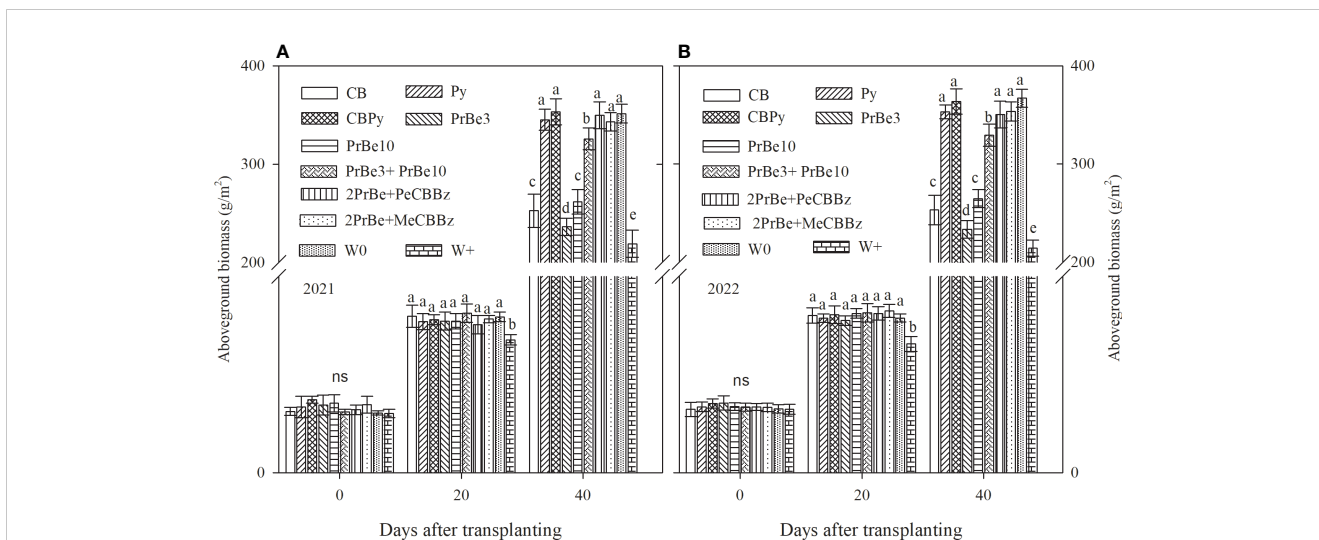 A
B
400
300
200
0
Aboveground biomass (g/m²)
CB
Py
CBPy
PrBe3
PrBe10
PrBe3+ PrBe10
2PrBe+PeCBBz
2PrBe+MeCBBz
W0
W+
2021
ns
a a a a a a a a a b
c a a d c b a a a e
0 20 40
Days after transplanting
CB
Py
CBPy
PrBe3
PrBe10
PrBe3+ PrBe10
2PrBe+PeCBBz
2PrBe+MeCBBz
W0
W+
2022
ns
a a a a a a a a a b
c a a d c b a a a e
0 20 40
Days after transplanting
400
300
200
0
Aboveground biomass (g/m²)